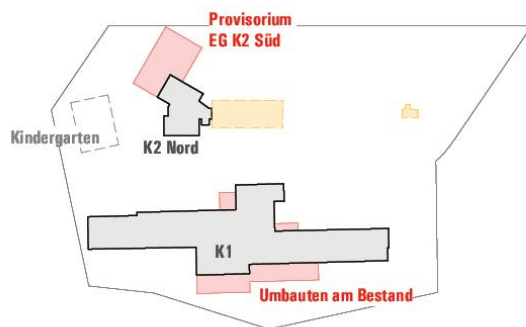 Provisorium
EG K2 Süd
Kindergarten
K2 Nord
K1
Umbauten am Bestand